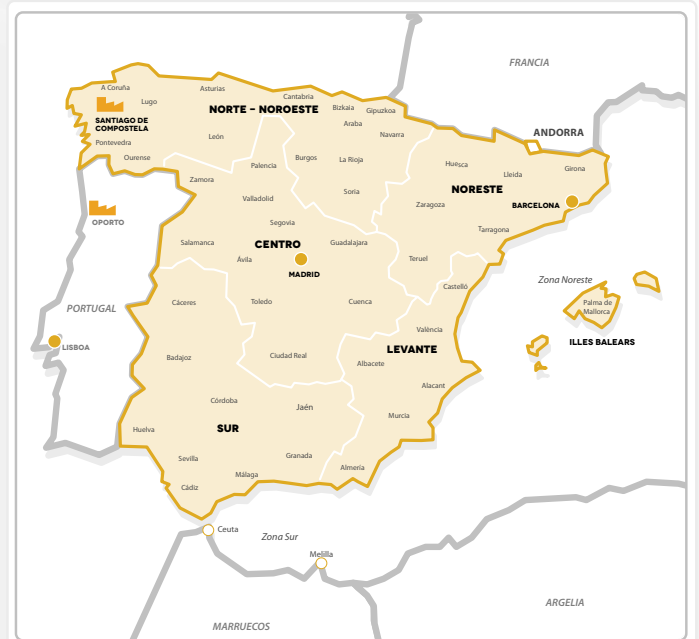 FRANCIA
A Coruña
Asturias
Lugo
Cantabria
NORTE – NOROESTE
Bizkaia
Gipuzkoa
SANTIAGO DE
COMPOSTELA
Araba
Navarra
ANDORRA
León
Pontevedra
Ourense
Burgos
La Rioja
Palencia
Huesca
Lleida
Girona
Zamora
Soria
NORESTE
Valladolid
Zaragoza
BARCELONA
OPORTO
Segovia
Tarragona
Salamanca
CENTRO
Guadalajara
Ávila
Teruel
MADRID
Zona Noreste
Castelló
Cáceres
Toledo
Cuenca
Palma de
Mallorca
PORTUGAL
València
ILLES BALEARS
LISBOA
LEVANTE
Badajoz
Ciudad Real
Albacete
Alacant
Córdoba
Jaén
Murcia
Huelva
SUR
Sevilla
Granada
Almería
Málaga
Cádiz
Ceuta
Zona Sur
Melilla
ARGELIA
MARRUECOS